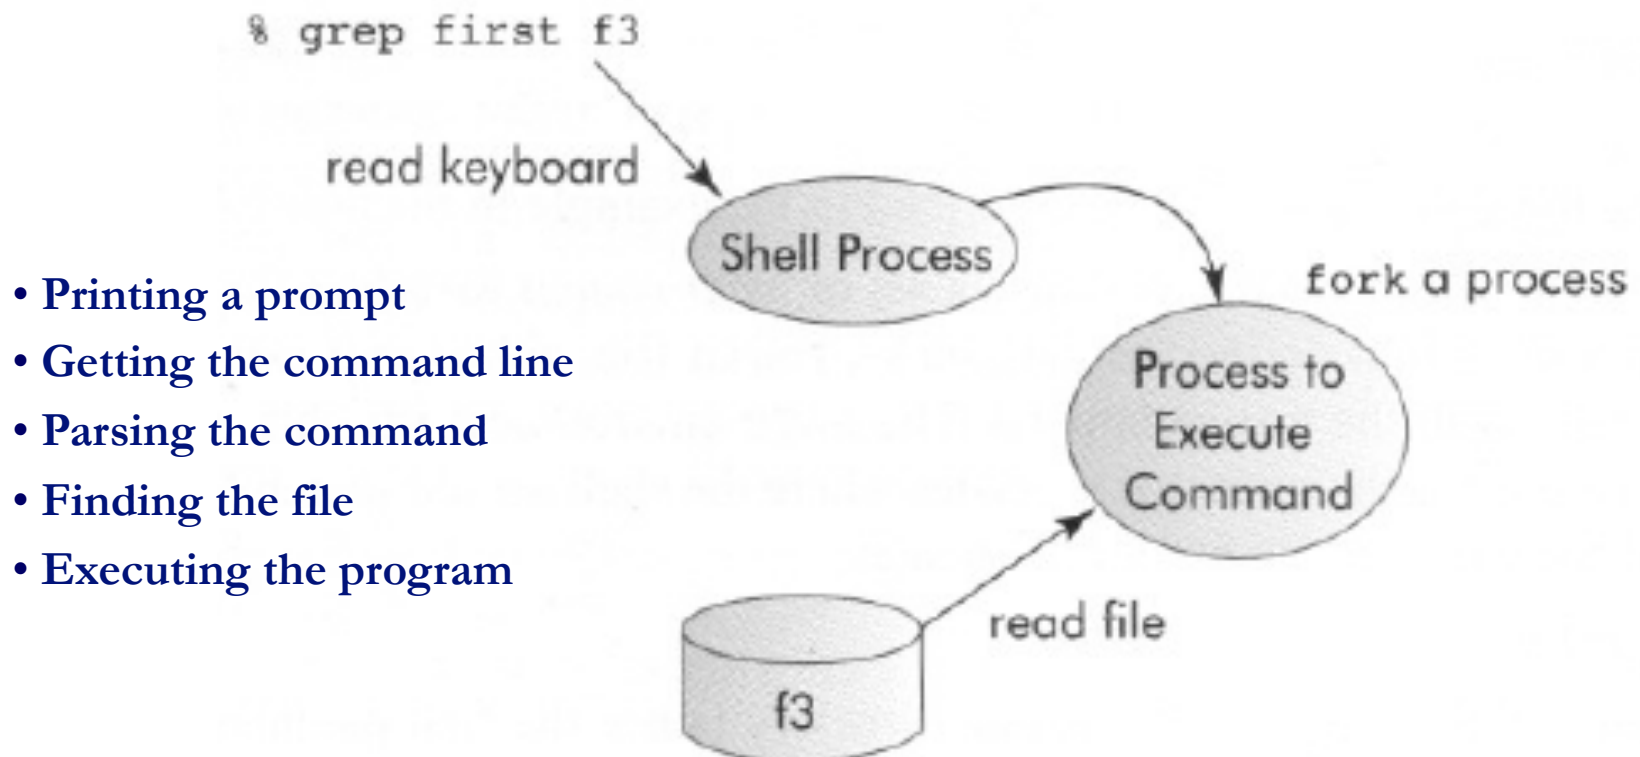 % grep first f3
read keyboard
Shell Process
fork a process
• Printing a prompt
• Getting the command line
• Parsing the command
• Finding the file
• Executing the program
Process to
Execute
Command
read file
f3